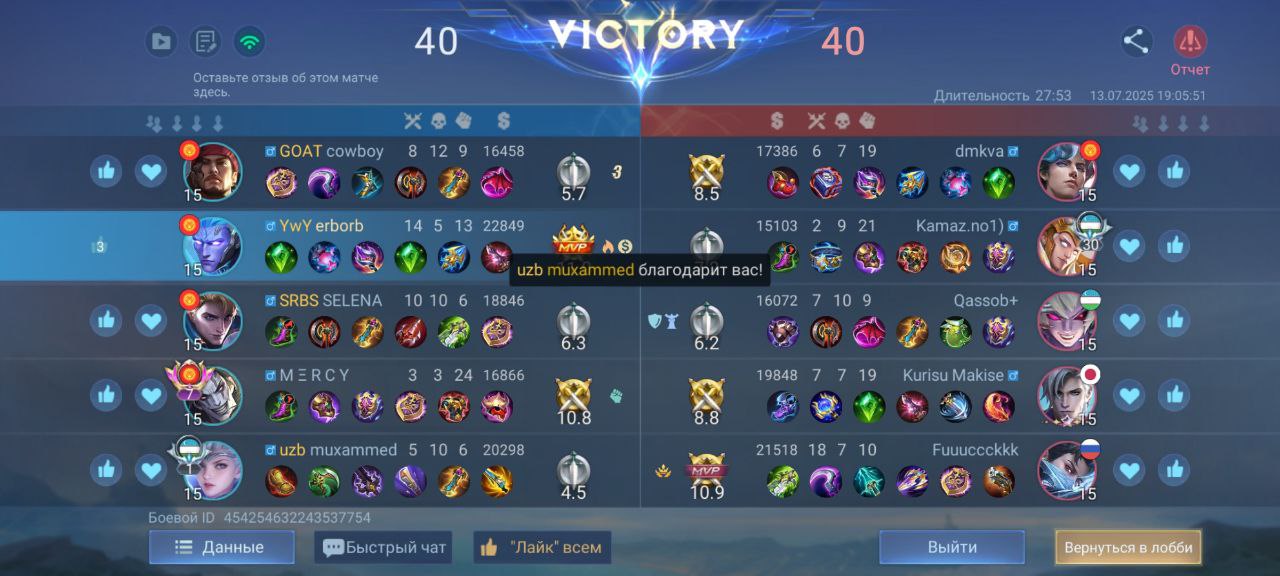 40 VICTORY 40
Отчет
Оставьте отзыв об этом матче
здесь.
Длительность 27:53 13.07.2025 19:05:51
GOAT cowboy 8 12 9 16458
15 5.7 3
17386 6 7 19 dmkva
8.5 15
YwY erborb 14 5 13 22849
3 15 MVP
15103 2 9 21 Kamaz.no1)
30 15
uzb muxammed благодарит вас!
SRBS SELENA 10 10 6 18846
15 6.3
16072 7 10 9 Qassob+
6.2 15
M Ξ R C Y 3 3 24 16866
15 10.8
19848 7 7 19 Kurisu Makise
8.8 15
uzb muxammed 5 10 6 20298
1 15 4.5
21518 18 7 10 Fuuuccckkk
MVP 10.9 15
Боевой ID 454254632243537754
Данные Быстрый чат "Лайк" всем Выйти Вернуться в лобби